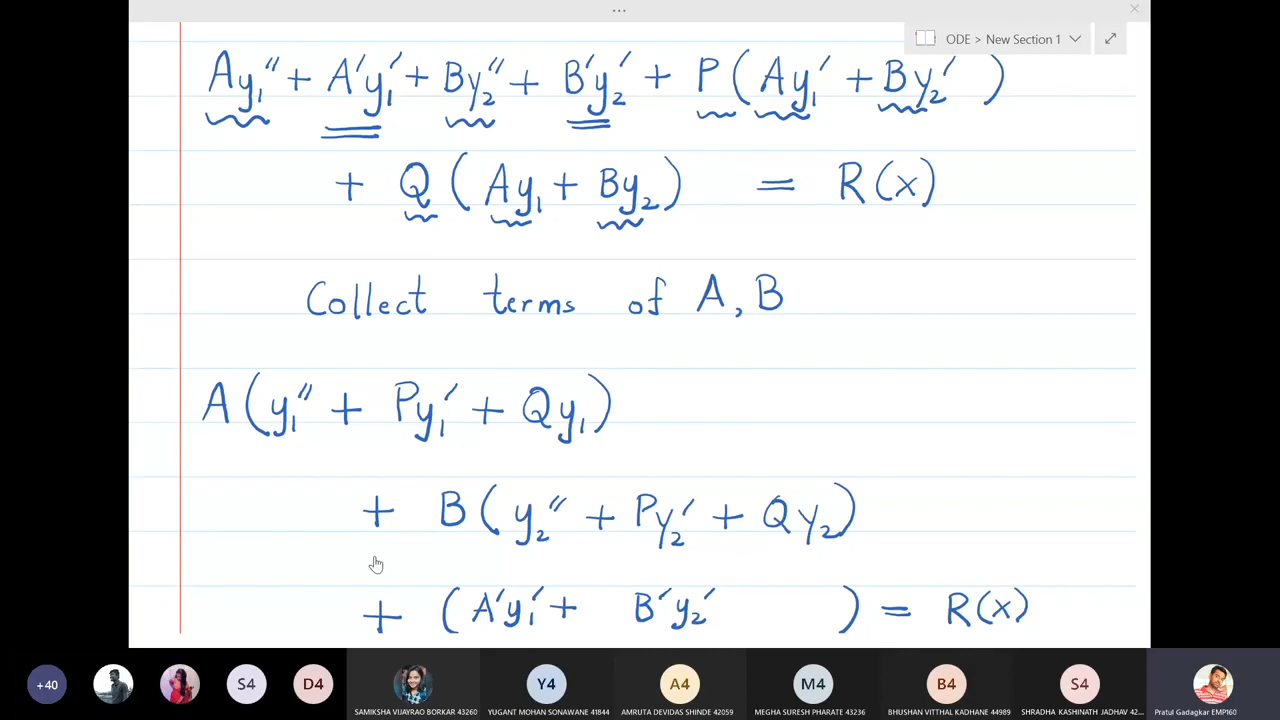 ...
ODE > New Section 1
Ay₁″ + A′y₁′ + By₂″ + B′y₂′ + P(Ay₁′ + By₂′)
+ Q(Ay₁ + By₂) = R(x)
Collect terms of A, B
A(y₁″ + Py₁′ + Qy₁)
+ B(y₂″ + Py₂′ + Qy₂)
+ (A′y₁′ + B′y₂′ ) = R(x)
+40 S4 D4 Y4 A4 M4 B4 S4
SAMIKSHA VIJAYRAO BORKAR 43260 YUGANT MOHAN SONAWANE 41844 AMRUTA DEVIDAS SHINDE 42059 MEGHA SURESH PHARATE 43236 BHUSHAN VITTHAL KADHANE 44989 SHRADHA KASHINATH JADHAV 42... Pratul Gadagkar EMP160